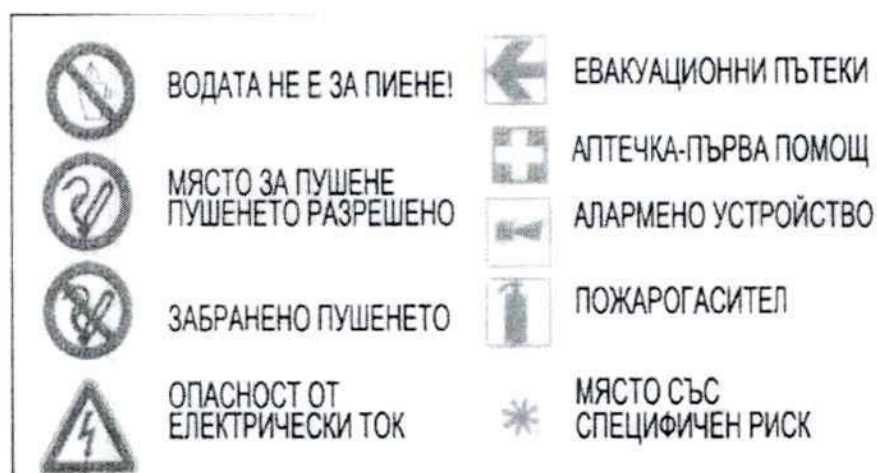 ВОДАТА НЕ Е ЗА ПИЕНЕ!
МЯСТО ЗА ПУШЕНЕ
ПУШЕНЕТО РАЗРЕШЕНО
ЗАБРАНЕНО ПУШЕНЕТО
ОПАСНОСТ ОТ
ЕЛЕКТРИЧЕСКИ ТОК
ЕВАКУАЦИОННИ ПЪТЕКИ
АПТЕЧКА-ПЪРВА ПОМОЩ
АЛАРМЕНО УСТРОЙСТВО
ПОЖАРОГАСИТЕЛ
МЯСТО СЪС
СПЕЦИФИЧЕН РИСК